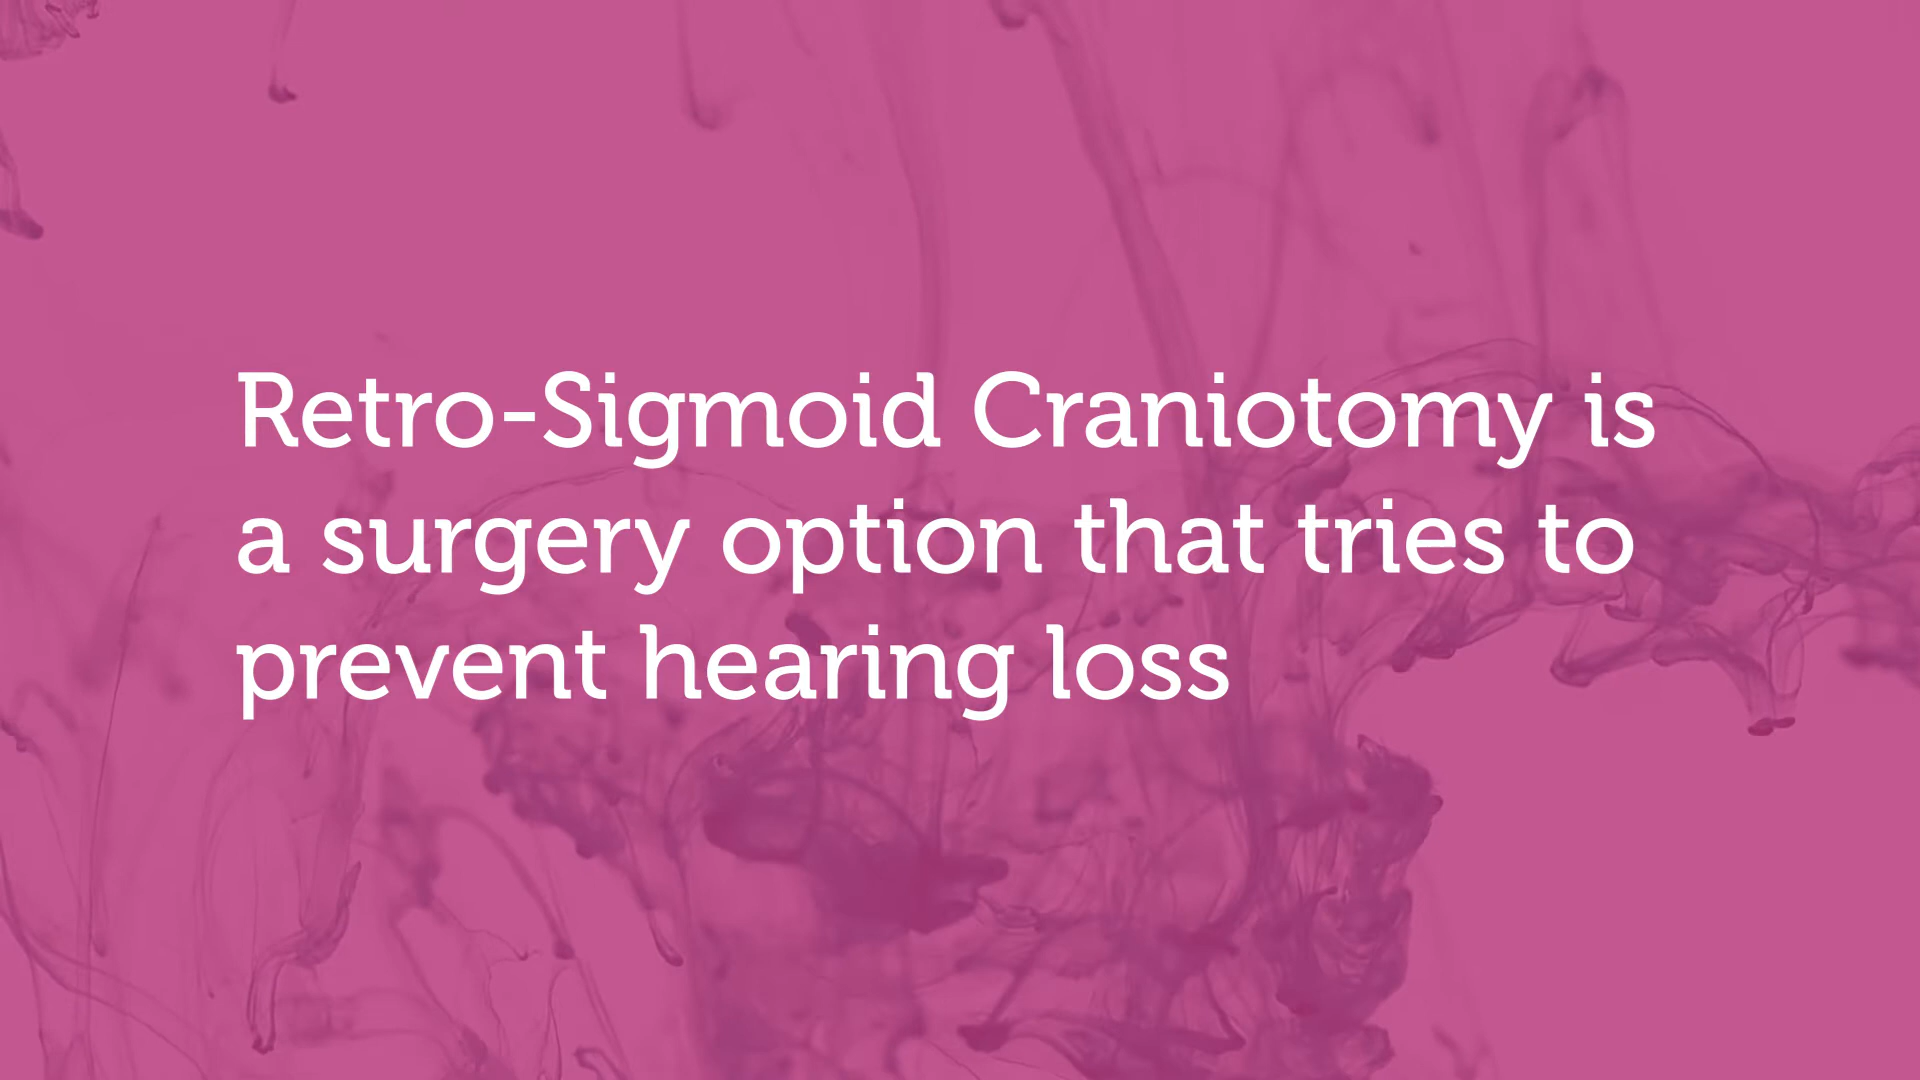 Retro-Sigmoid Craniotomy is
a surgery option that tries to
prevent hearing loss